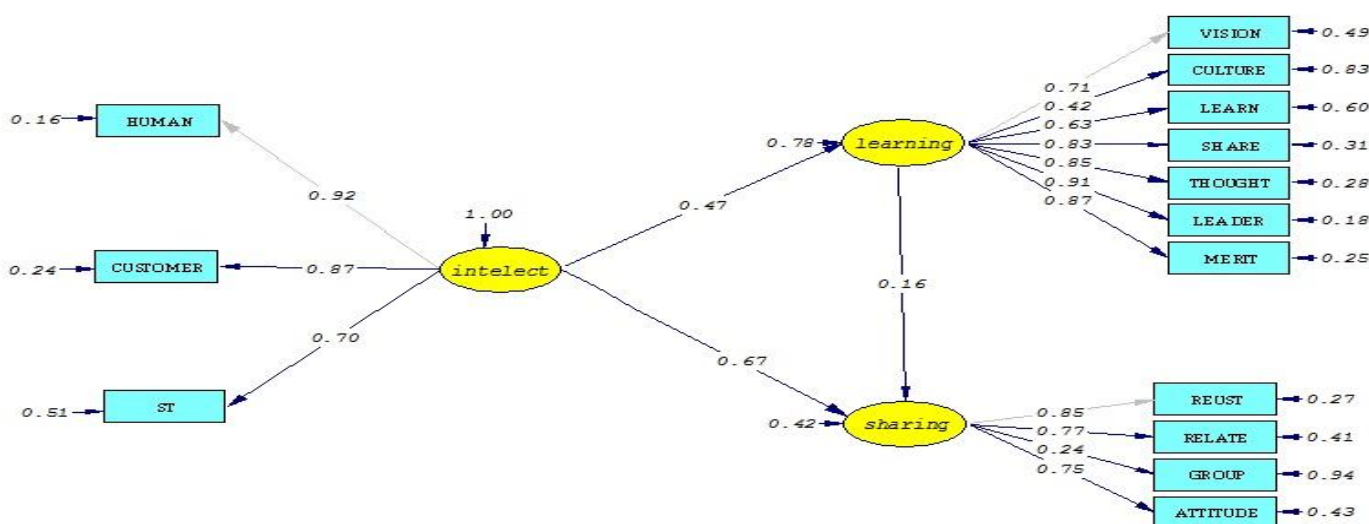 0.16
HUMAN
0.92
0.24
CUSTOMER
0.87
0.70
0.51
ST
1.00
intelect
0.47
0.67
0.78
learning
0.16
0.42
sharing
0.71
0.42
0.63
0.83
0.85
0.91
0.87
VISION
0.49
CULTURE
0.83
LEARN
0.60
SHARE
0.31
THOUGHT
0.28
LEADER
0.18
MERIT
0.25
0.85
0.77
0.24
0.75
REUST
0.27
RELATE
0.41
GROUP
0.94
ATTITUDE
0.43